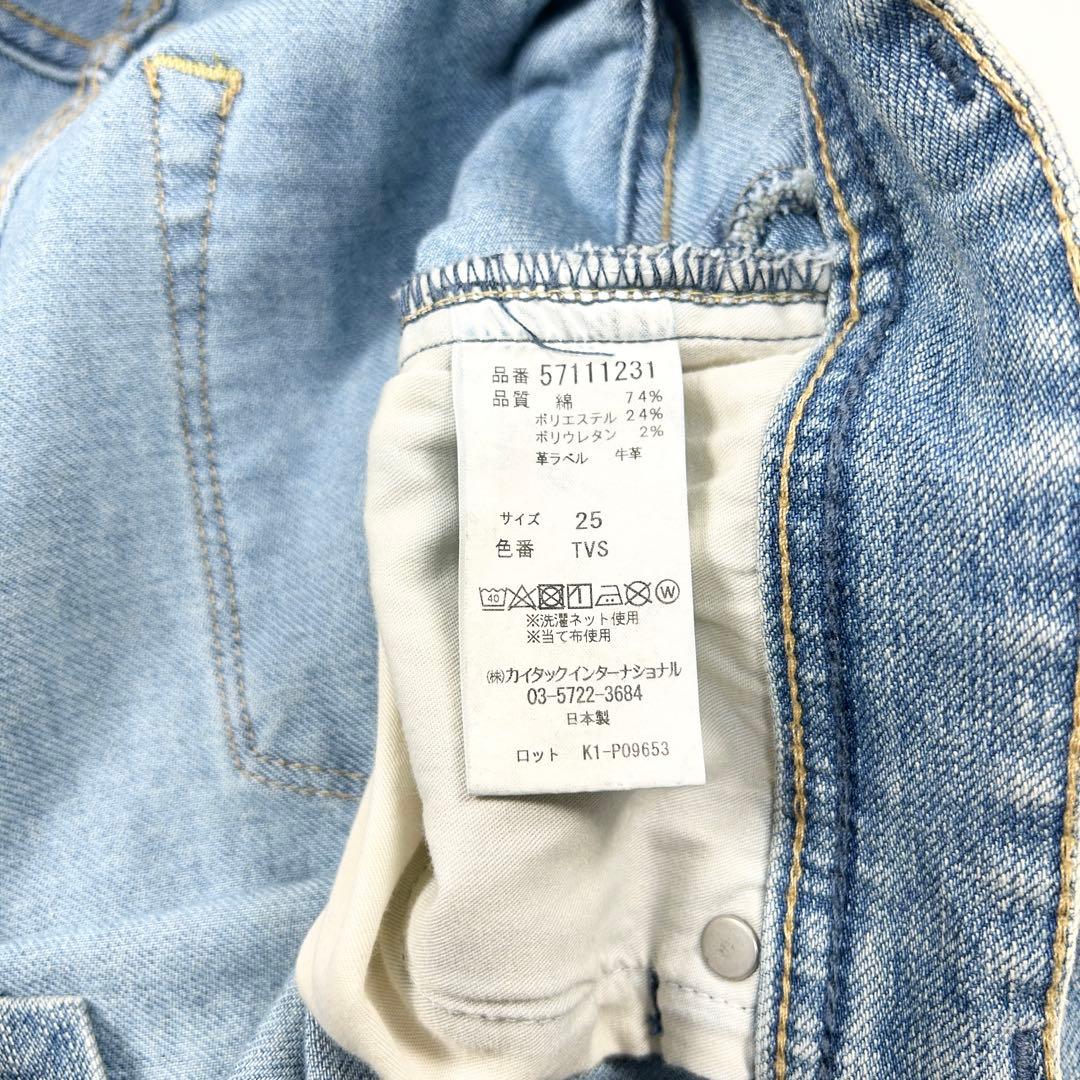 品番 57111231
品質 綿 74%
ポリエステル 24%
ポリウレタン 2%
革ラベル 牛革
サイズ 25
色番 TVS
40 W
※洗濯ネット使用
※当て布使用
㈱カイタックインターナショナル
03-5722-3684
日本製
ロット K1-P09653